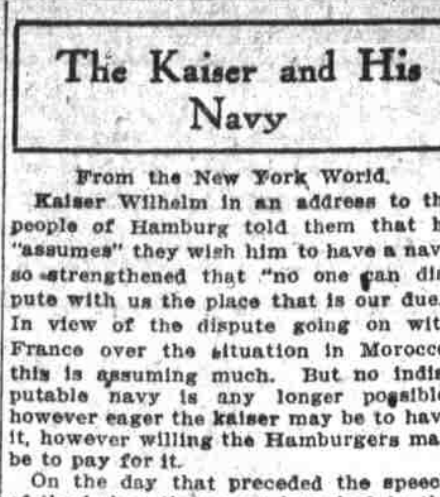 The Kaiser and His
Navy
From the New York World.
Kaiser Wilhelm in an address to th
people of Hamburg told them that h
"assumes" they wish him to have a nav
so strengthened that "no one can dis
pute with us the place that is our due.
In view of the dispute going on wit
France over the situation in Morocc
this is assuming much. But no indis
putable navy is any longer possibl
however eager the kaiser may be to hav
it, however willing the Hamburgers ma
be to pay for it.
On the day that preceded the speec